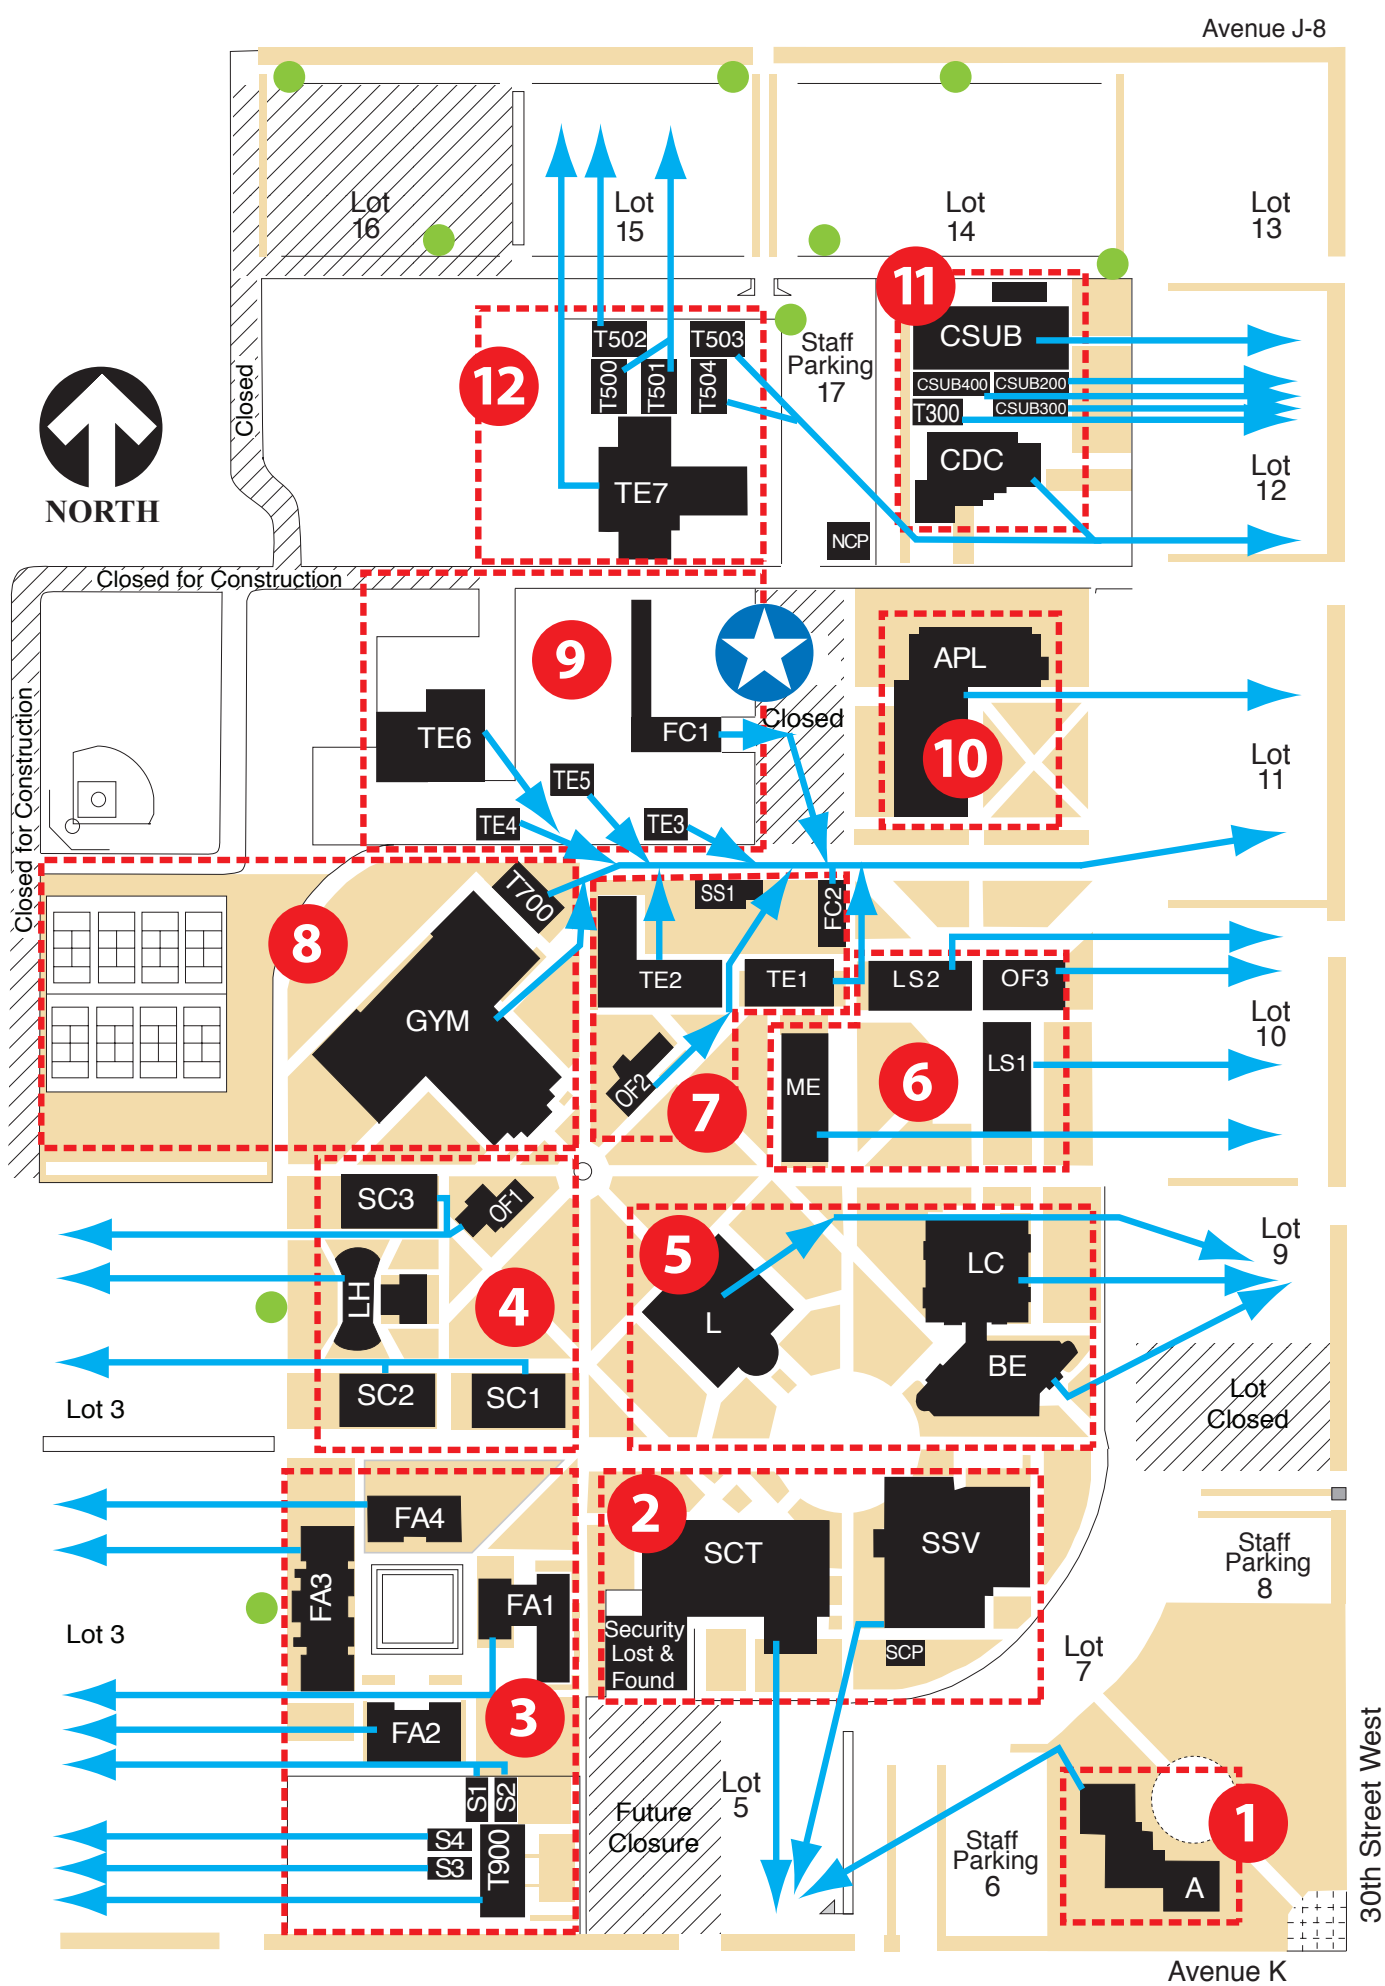 Avenue J-8
Lot
16
Lot
15
Lot
14
Lot
13
11
CSUB
CSUB400
CSUB200
T300
CSUB300
CDC
T502
T503
T500
T501
T504
12
TE7
Staff
Parking
17
Closed
NORTH
Lot
12
NCP
Closed for Construction
9
APL
10
TE6
FC1
Closed
TE5
TE4
TE3
Lot
11
Closed for Construction
8
T700
SS1
FC2
GYM
TE2
TE1
LS2
OF3
OF2
7
ME
6
LS1
Lot
10
SC3
OF1
LH
4
SC2
SC1
Lot 3
5
L
LC
BE
Lot
9
Lot
Closed
2
SCT
SSV
Security
Lost &
Found
SCP
FA4
FA3
FA1
FA2
3
Lot 3
S1
S2
S4
S3
T900
Staff
Parking
8
Lot
7
Future
Closure
Lot
5
Staff
Parking
6
1
A
30th Street West
Avenue K